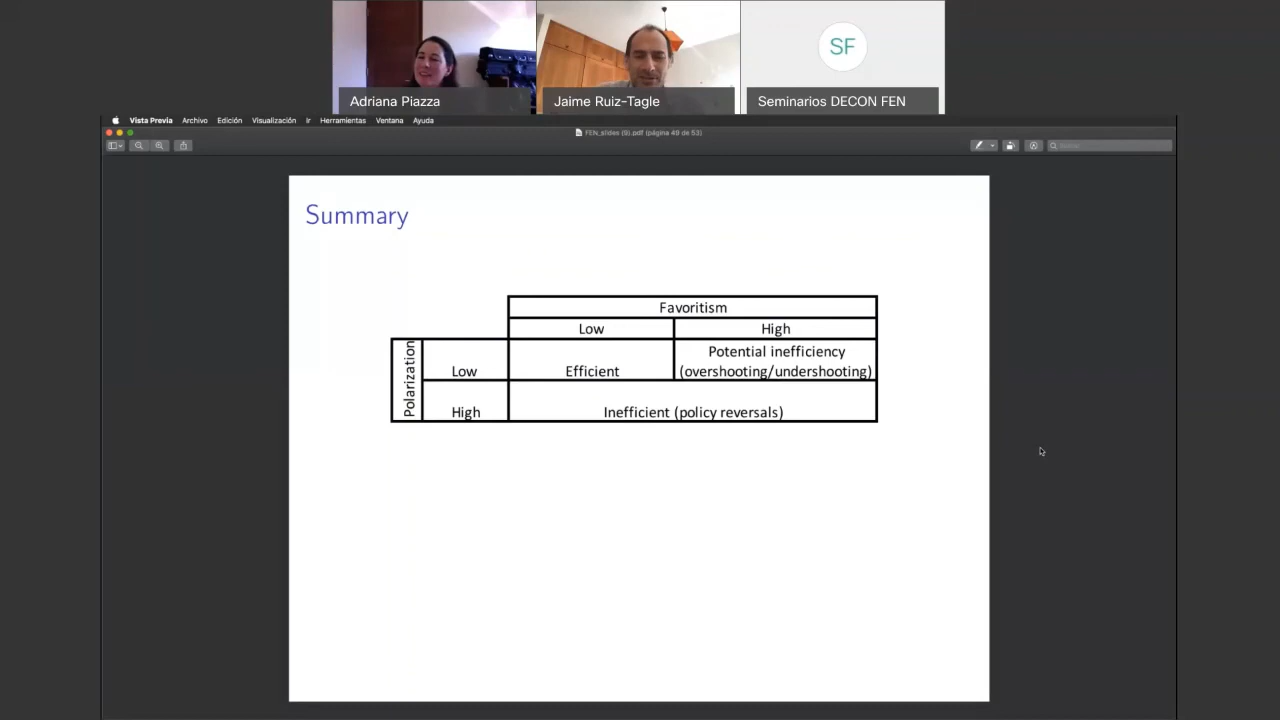 SF
Adriana Piazza
Jaime Ruiz-Tagle
Seminarios DECON FEN
Vista Previa Archivo Edición Visualización Ir Herramientas Ventana Ayuda
FEN_slides (9).pdf (página 49 de 53)
Buscar
Summary
Favoritism
Low High
Polarization
Low
Efficient
Potential inefficiency
(overshooting/undershooting)
High
Inefficient (policy reversals)